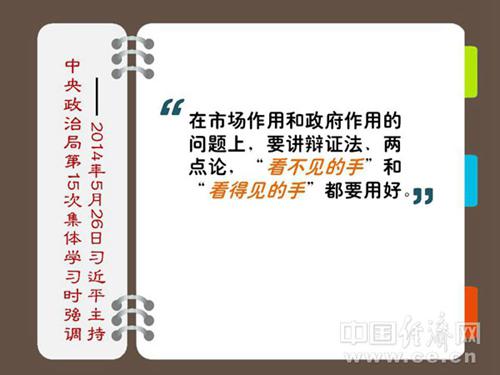 ——2014年5月26日习近平主持
中央政治局第15次集体学习时强调
“在市场作用和政府作用的
问题上，要讲辩证法、两
点论，“看不见的手”和
“看得见的手”都要用好。”
中国经济网
www.ce.cn